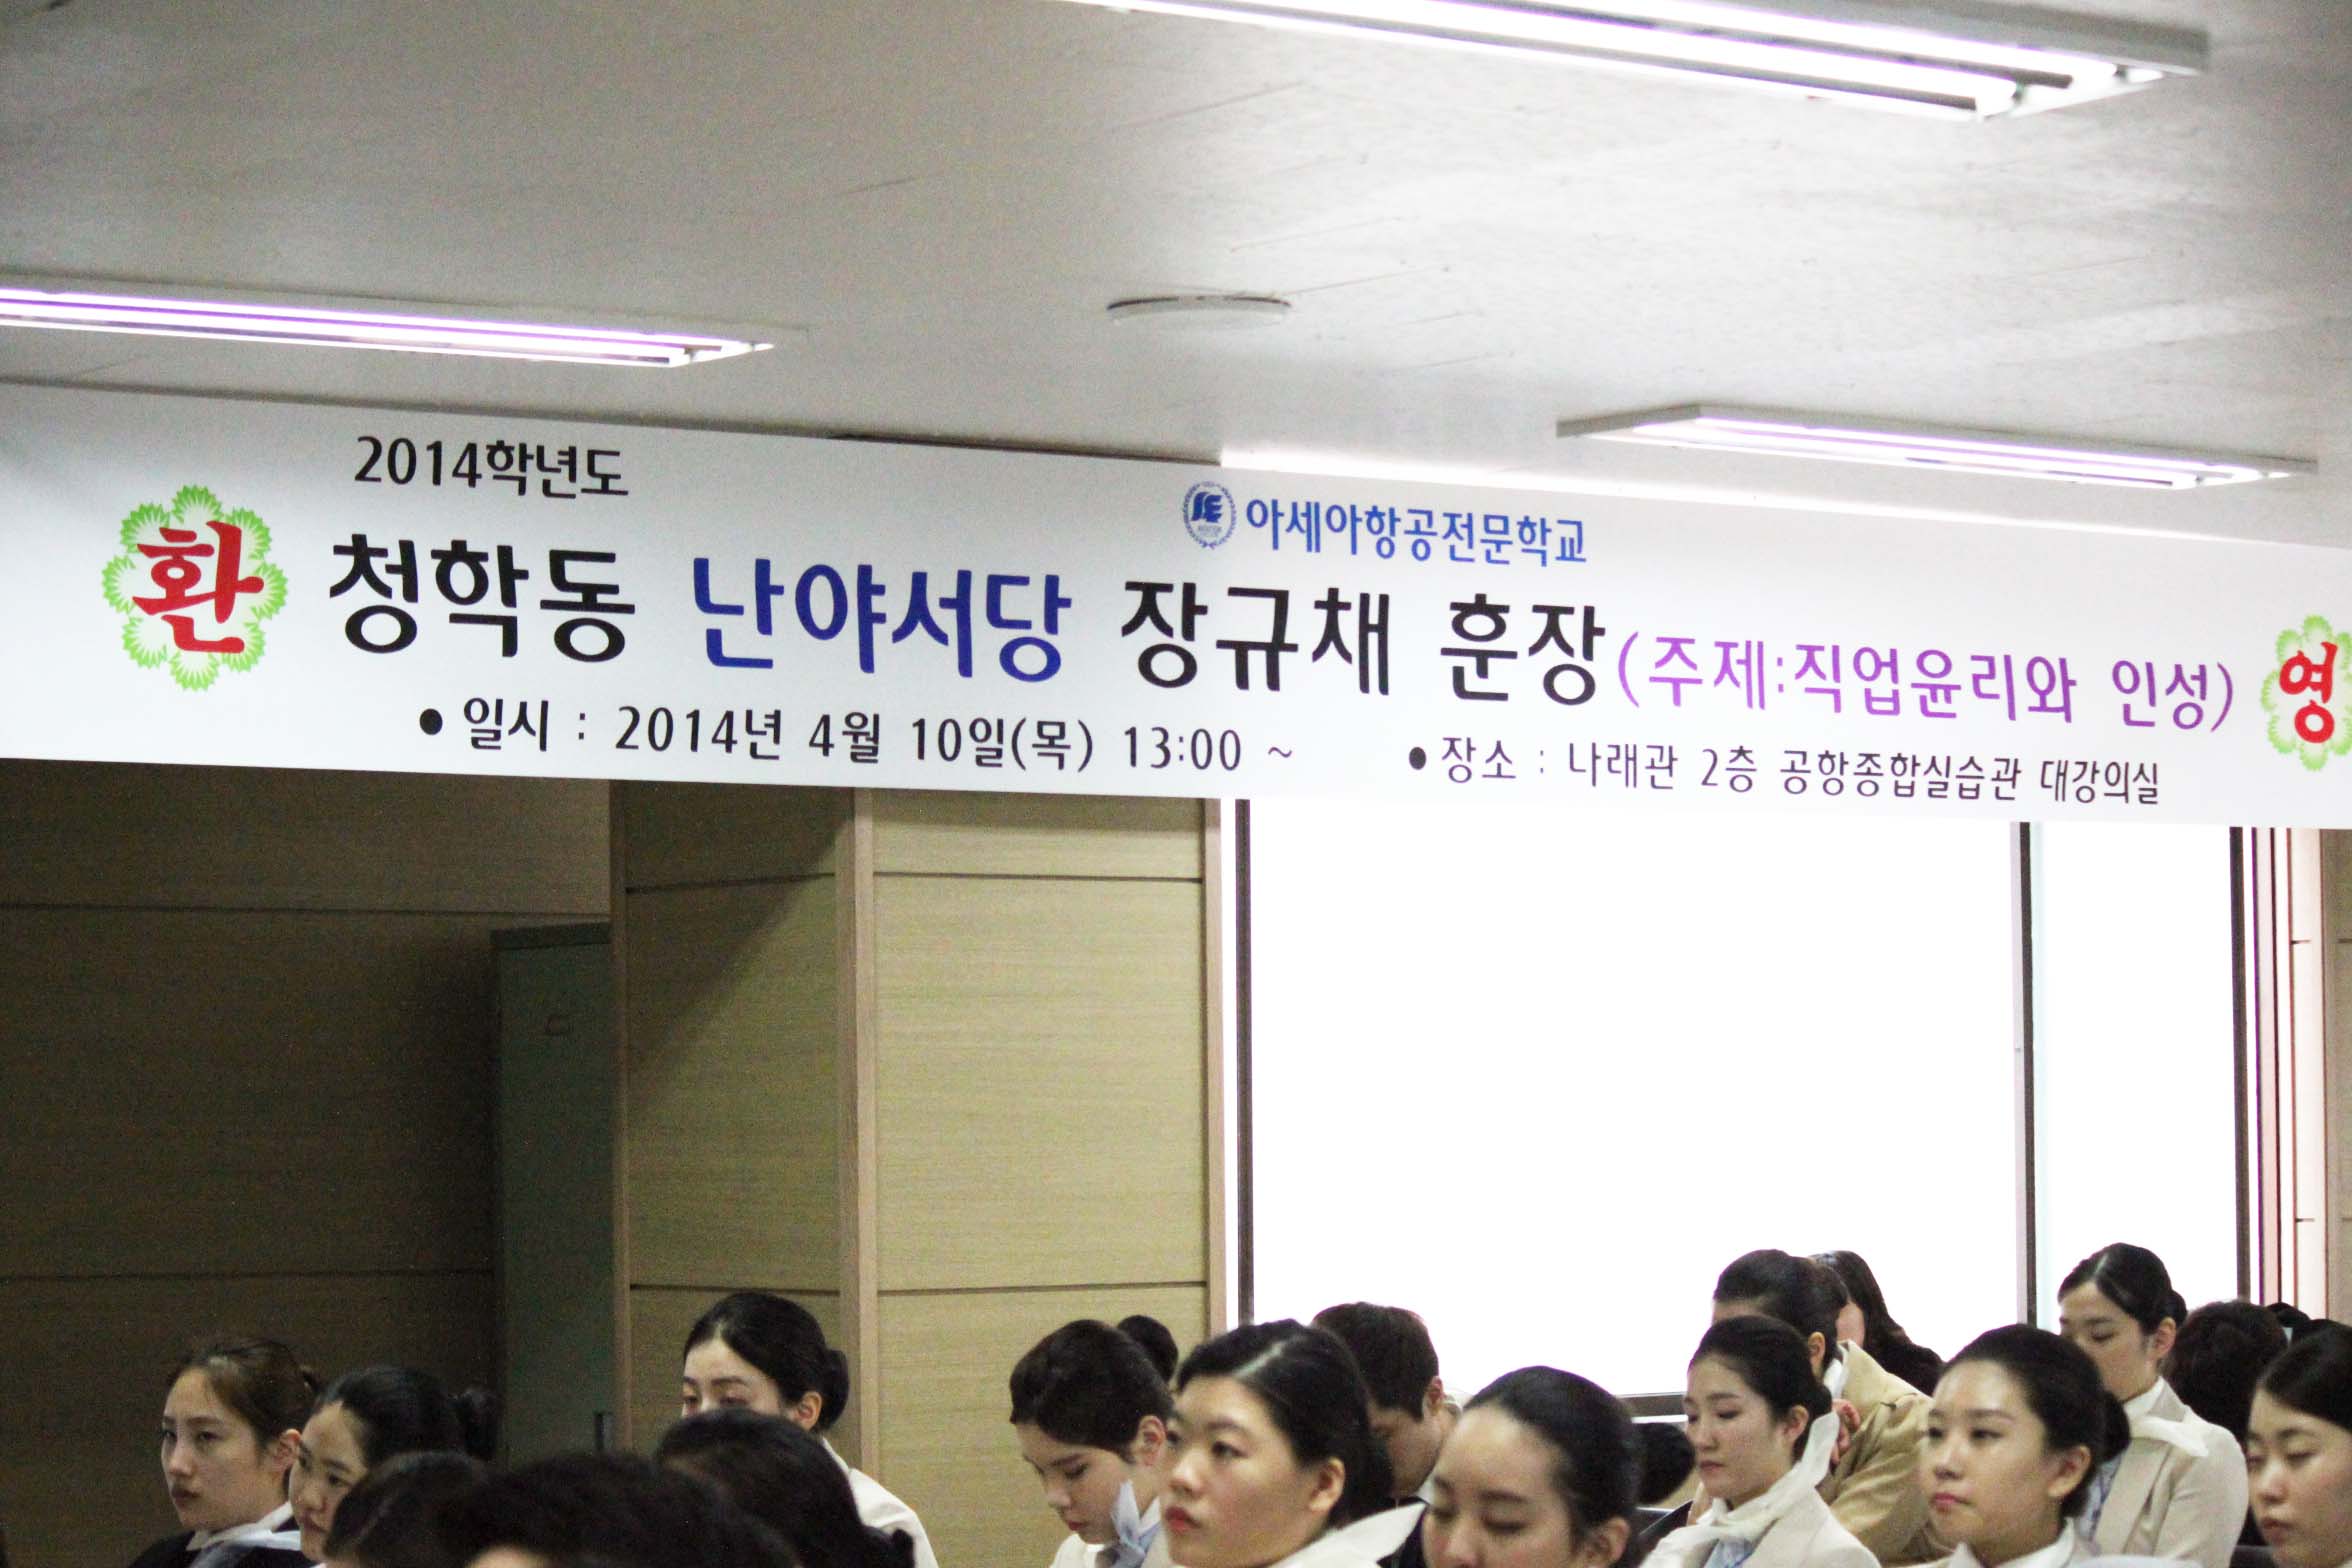 2014학년도
아세아항공전문학교
환 청학동 난야서당 장규채 훈장(주제:직업윤리와 인성) 영
• 일시 : 2014년 4월 10일(목) 13:00 ~ • 장소 : 나래관 2층 공항종합실습관 대강의실